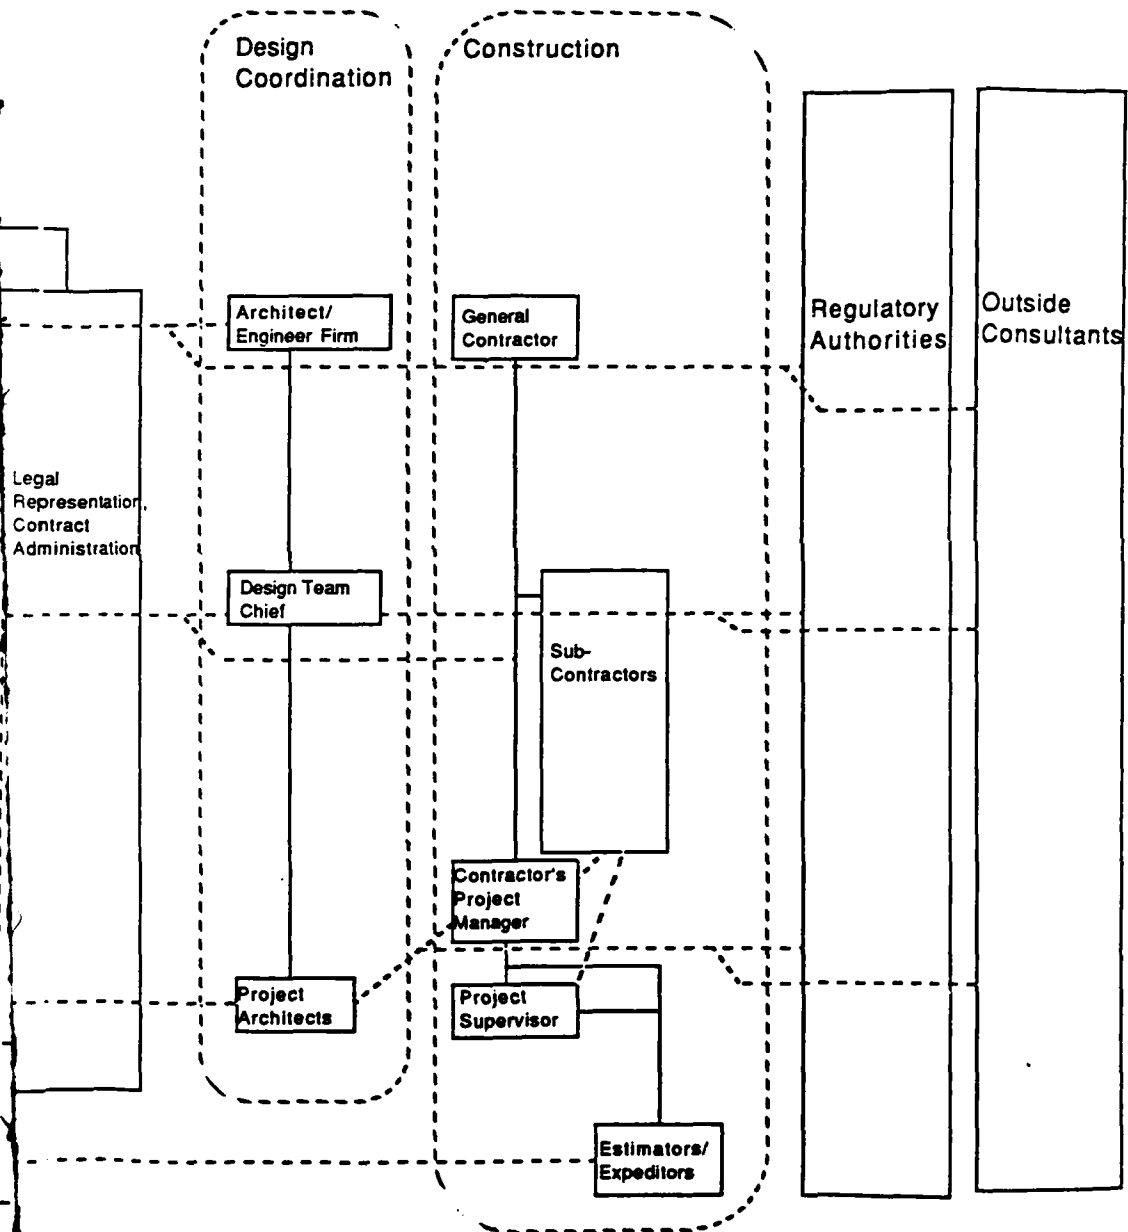 Design
Coordination
Construction
Regulatory
Authorities
Outside
Consultants
Architect/
Engineer Firm
General
Contractor
Legal
Representation,
Contract
Administration
Design Team
Chief
Sub-
Contractors
Contractor's
Project
Manager
Project
Architects
Project
Supervisor
Estimators/
Expeditors